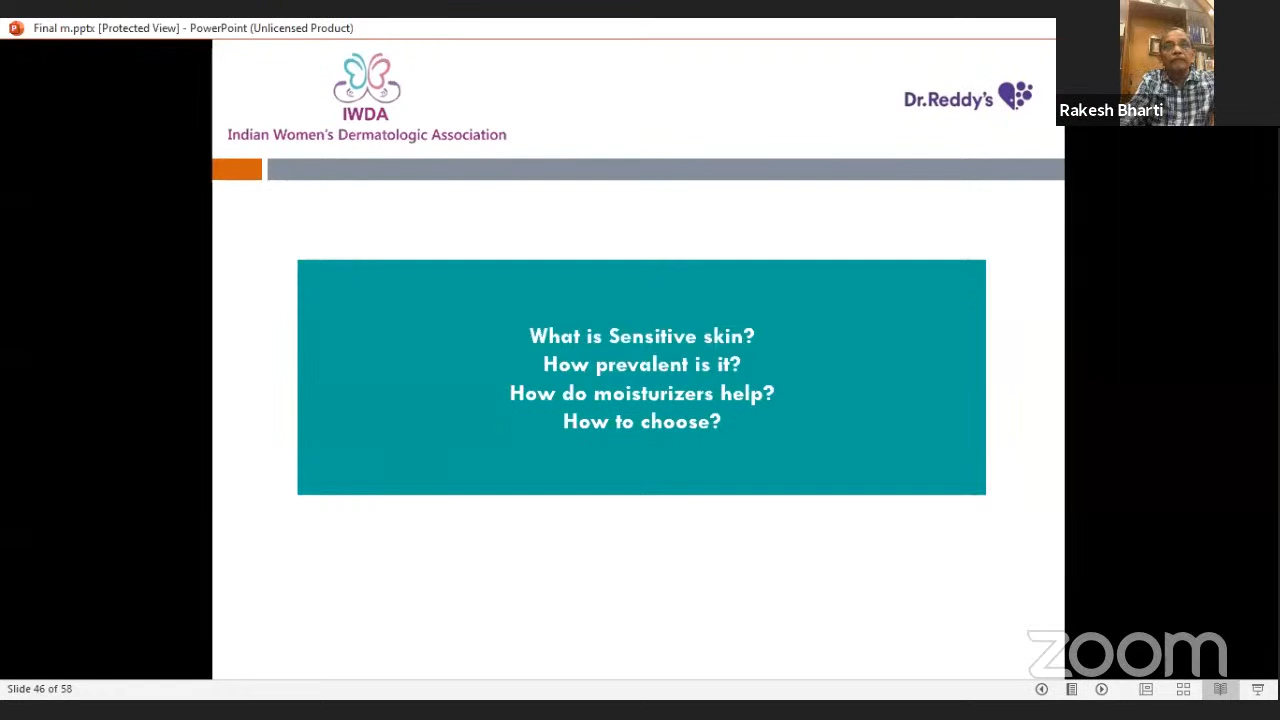 Final m.pptx [Protected View] - PowerPoint (Unlicensed Product)
IWDA
Indian Women's Dermatologic Association
Dr.Reddy's
Rakesh Bharti
What is Sensitive skin?
How prevalent is it?
How do moisturizers help?
How to choose?
zoom
Slide 46 of 58